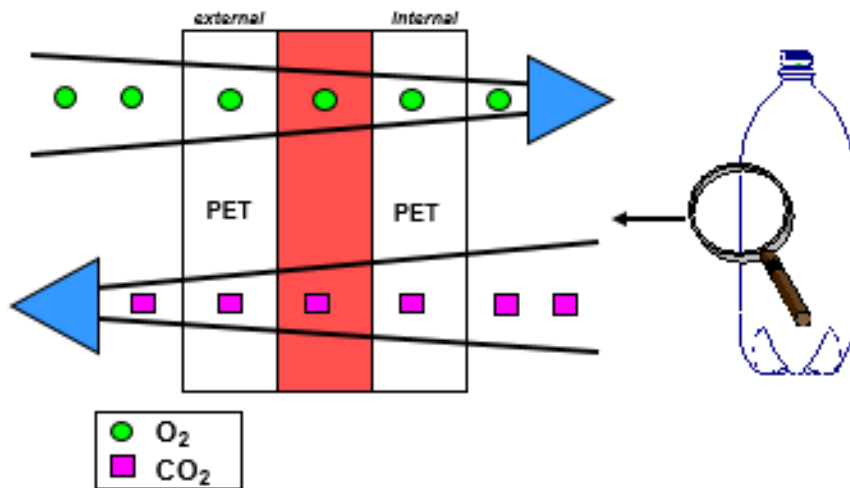 external internal
PET PET
O₂
CO₂